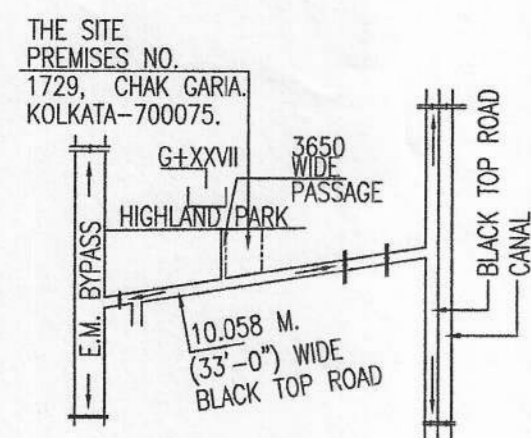 THE SITE
PREMISES NO.
1729, CHAK GARIA.
KOLKATA-700075.
G+XXVII
3650
WIDE
PASSAGE
HIGHLAND PARK
E.M. BYPASS
10.058 M.
(33'-0") WIDE
BLACK TOP ROAD
BLACK TOP ROAD
CANAL